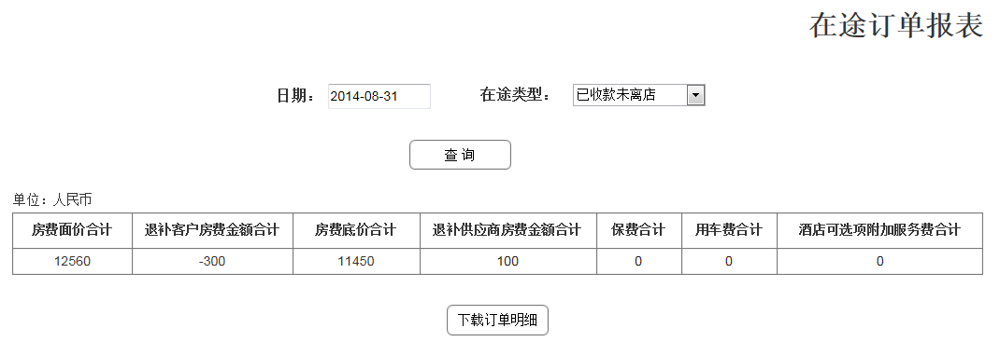 在途订单报表
日期： 2014-08-31 在途类型： 已收款未离店
查 询
单位：人民币
房费面价合计 退补客户房费金额合计 房费底价合计 退补供应商房费金额合计 保费合计 用车费合计 酒店可选项附加服务费合计
12560 -300 11450 100 0 0 0
下载订单明细